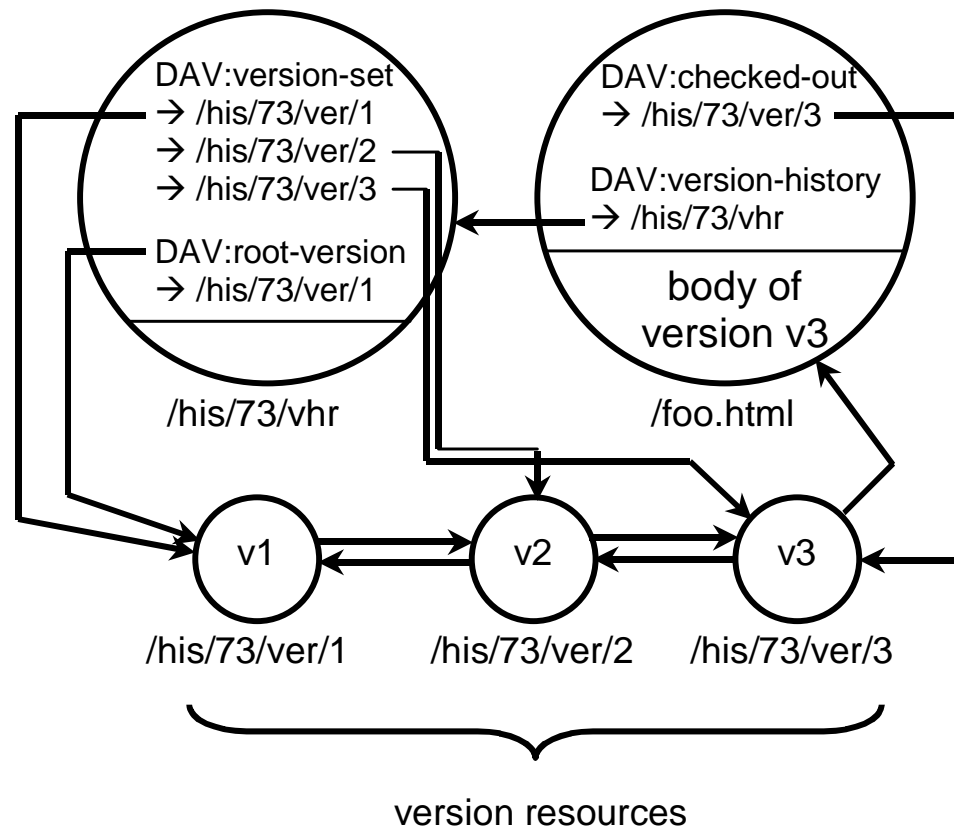 DAV:version-set
→ /his/73/ver/1
→ /his/73/ver/2
→ /his/73/ver/3
DAV:root-version
→ /his/73/ver/1
/his/73/vhr
DAV:checked-out
→ /his/73/ver/3
DAV:version-history
→ /his/73/vhr
body of
version v3
/foo.html
v1
v2
v3
/his/73/ver/1
/his/73/ver/2
/his/73/ver/3
version resources